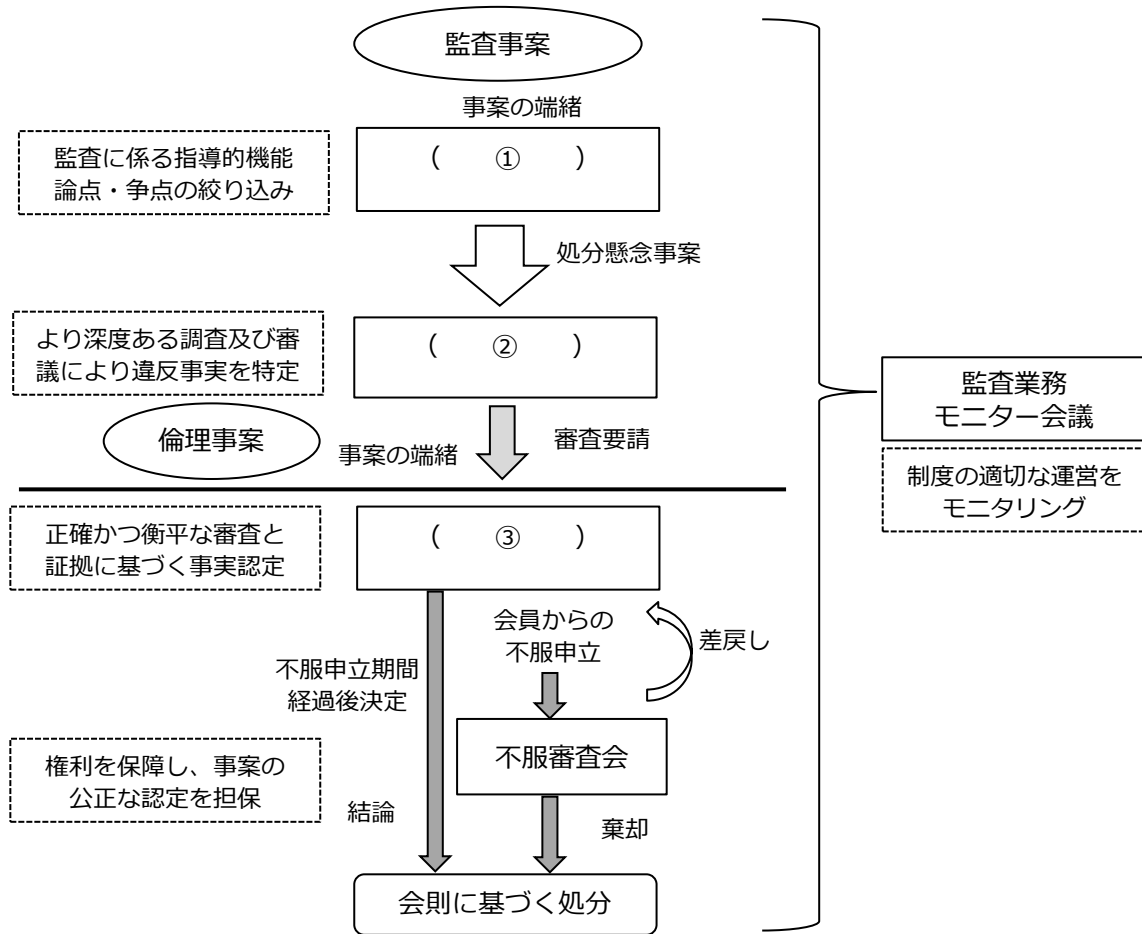 監査事案
事案の端緒
監査に係る指導的機能
論点・争点の絞り込み
( ① )
処分懸念事案
より深度ある調査及び審
議により違反事実を特定
( ② )
監査業務
モニター会議
倫理事案
事案の端緒
審査要請
制度の適切な運営を
モニタリング
正確かつ衡平な審査と
証拠に基づく事実認定
( ③ )
会員からの
不服申立
差戻し
不服申立期間
経過後決定
不服審査会
権利を保障し、事案の
公正な認定を担保
結論
棄却
会則に基づく処分